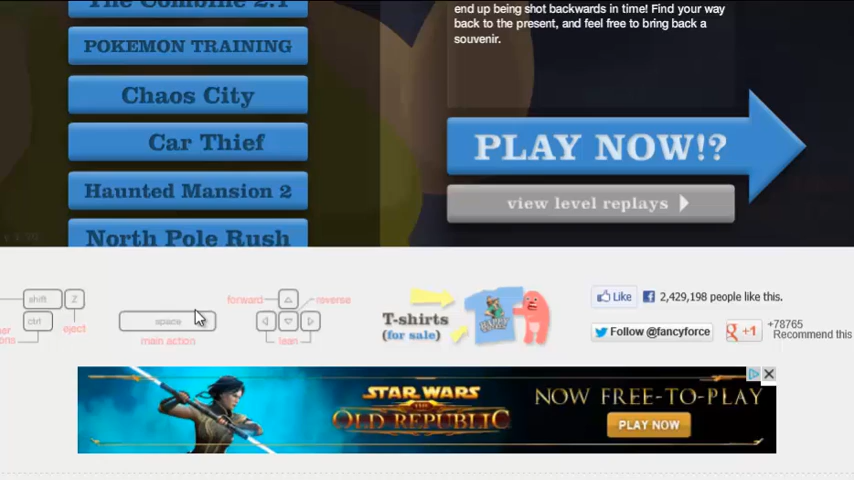 The Combine 2.1
POKEMON TRAINING
Chaos City
Car Thief
Haunted Mansion 2
North Pole Rush
end up being shot backwards in time! Find your way
back to the present, and feel free to bring back a
souvenir.
PLAY NOW!?
view level replays
shift
Z
ctrl
eject
space
main action
forward
reverse
lean
T-shirts
(for sale)
Like
2,429,198 people like this.
Follow @fancyforce
+1
+78765
Recommend this
STAR WARS
THE OLD REPUBLIC
NOW FREE-TO-PLAY
PLAY NOW